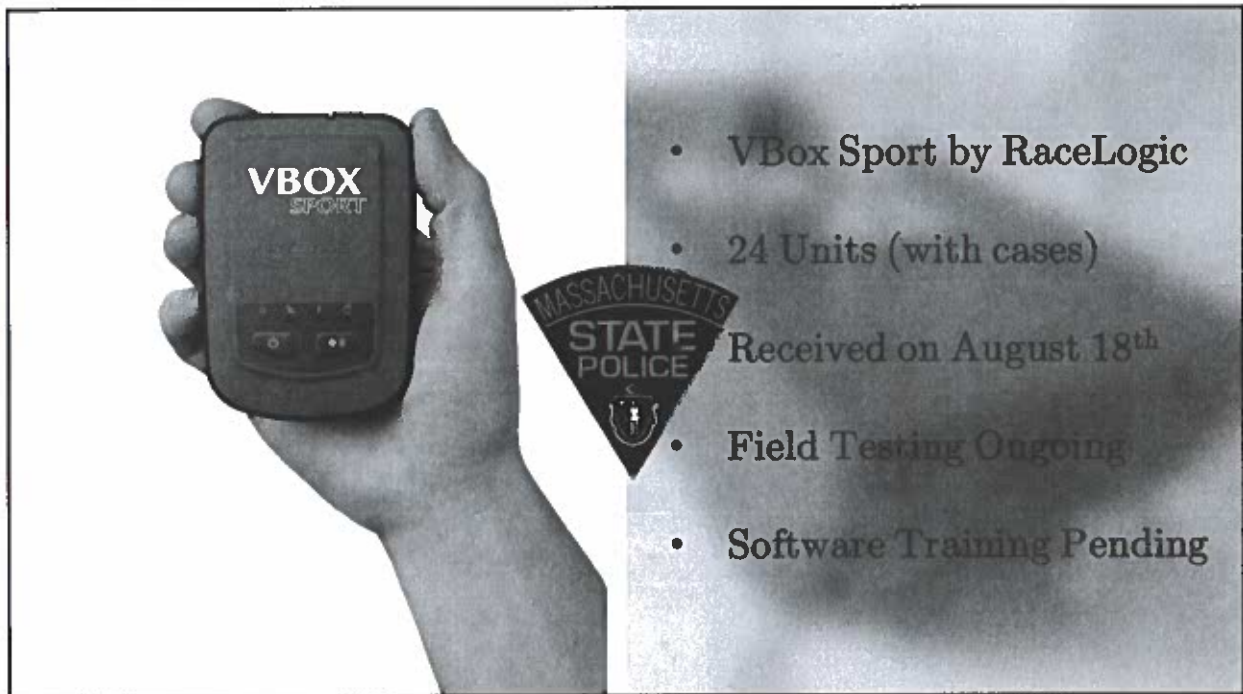 VBOX
SPORT
MASSACHUSETTS
STATE
POLICE
• VBox Sport by RaceLogic
• 24 Units (with cases)
Received on August 18th
• Field Testing Ongoing
• Software Training Pending